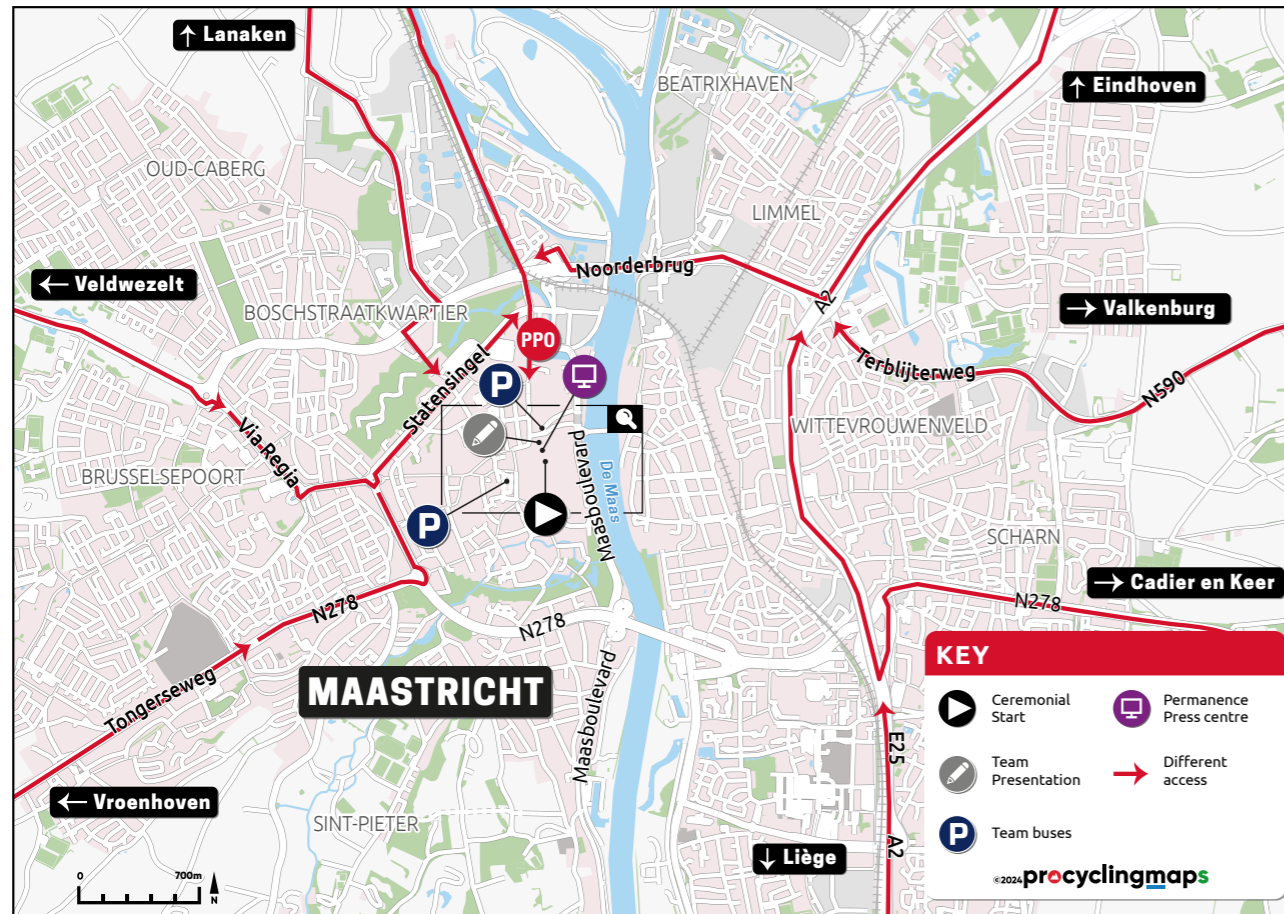 ↑ Lanaken
BEATRIXHAVEN
↑ Eindhoven
OUD-CABERG
LIMMEL
Noorderbrug
← Veldwezelt
A2
→ Valkenburg
BOSCHSTRAATKWARTIER
PPO
Statensingel
P
Terblijterweg
N590
Via Regia
WITTEVROUWENVELD
BRUSSELSEPOORT
Maasboulevard
De Maas
P
SCHARN
→ Cadier en Keer
N278
N278
N278
MAASTRICHT
Tongerseweg
Maasboulevard
E25
← Vroenhoven
SINT-PIETER
A2
↓ Liège
0 700m
N
KEY
Ceremonial
Start
Permanence
Press centre
Team
Presentation
Different
access
P
Team buses
©2024 procyclingmaps